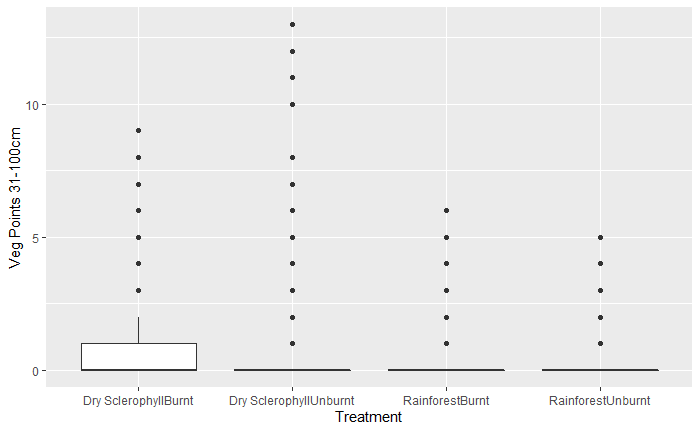 Veg Points 31-100cm
10
5
0
Dry SclerophyllBurnt
Dry SclerophyllUnburnt
RainforestBurnt
RainforestUnburnt
Treatment